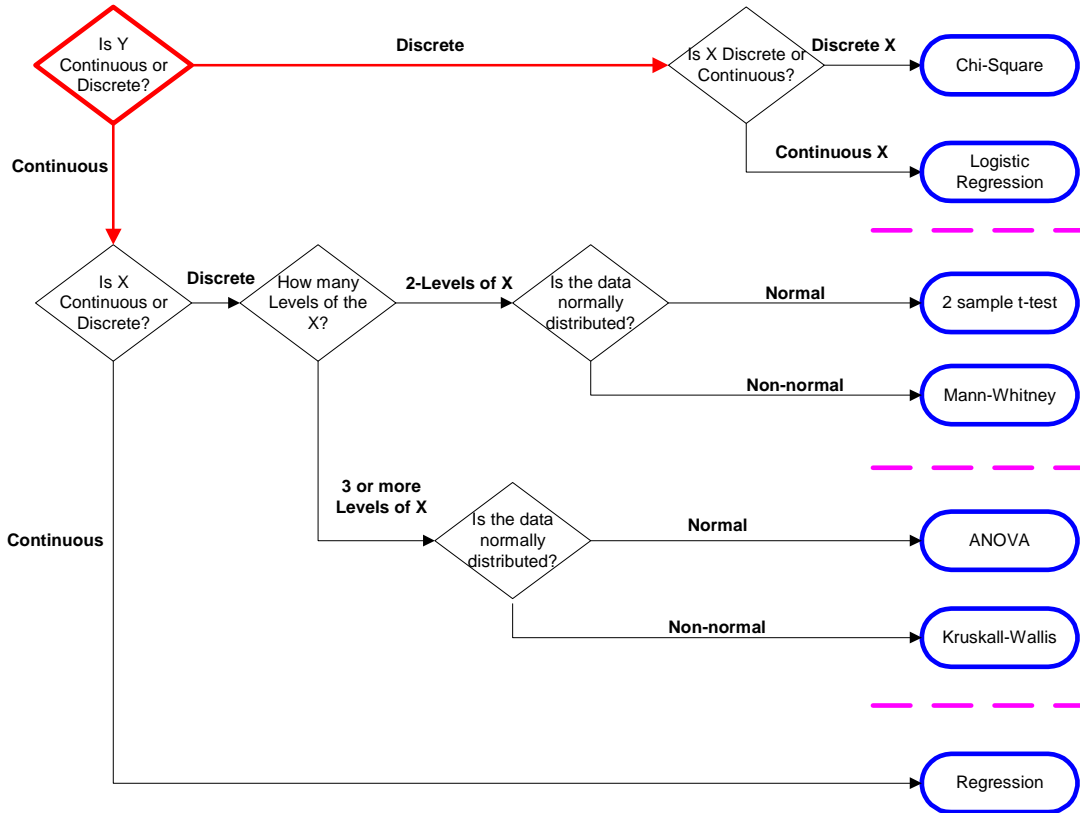 Is Y
Continuous or
Discrete?
Discrete
Is X Discrete or
Continuous?
Discrete X
Chi-Square
Continuous
Continuous X
Logistic
Regression
Is X
Continuous or
Discrete?
Discrete
How many
Levels of the
X?
2-Levels of X
Is the data
normally
distributed?
Normal
2 sample t-test
Non-normal
Mann-Whitney
3 or more
Levels of X
Is the data
normally
distributed?
Normal
ANOVA
Continuous
Non-normal
Kruskall-Wallis
Regression